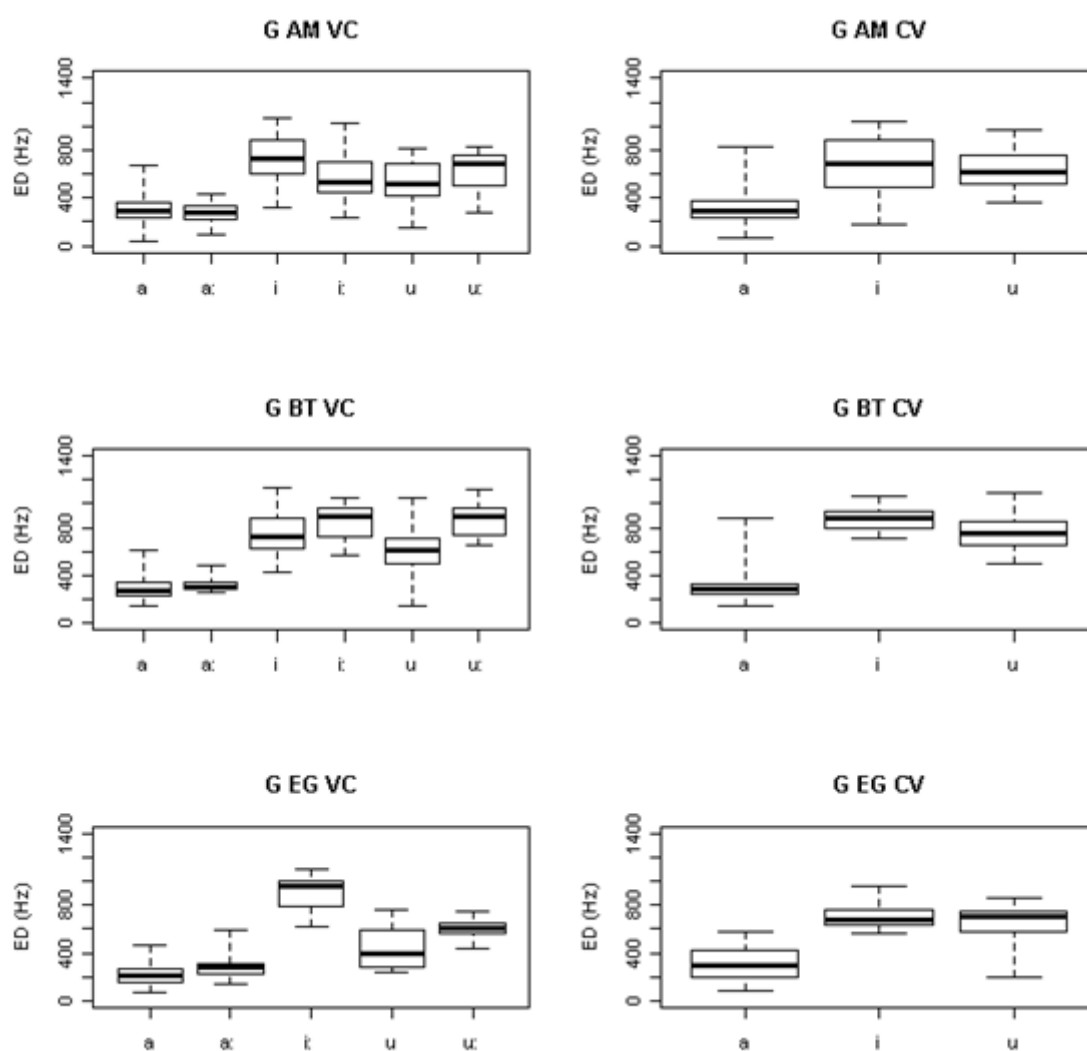 G AM VC
ED (Hz)
1400
800
400
0
a a: i i: u u:
G AM CV
ED (Hz)
1400
800
400
0
a i u
G BT VC
ED (Hz)
1400
800
400
0
a a: i i: u u:
G BT CV
ED (Hz)
1400
800
400
0
a i u
G EG VC
ED (Hz)
1400
800
400
0
a a: i: u u:
G EG CV
ED (Hz)
1400
800
400
0
a i u